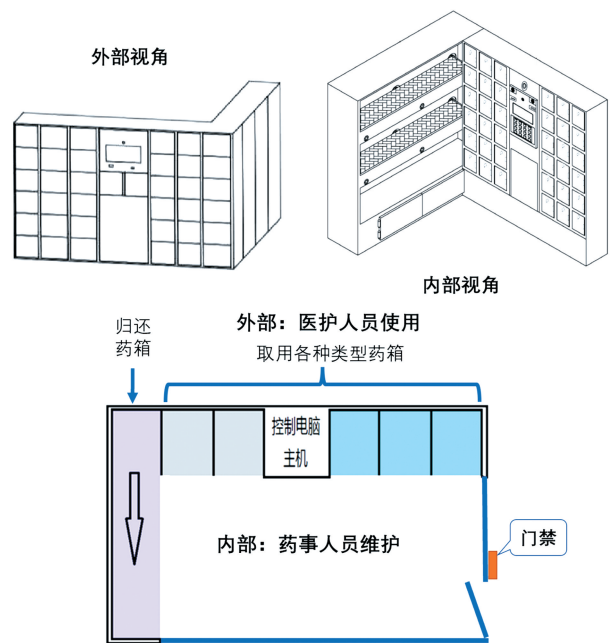 外部视角
内部视角
归还
药箱
外部：医护人员使用
取用各种类型药箱
控制电脑
主机
内部：药事人员维护
门禁